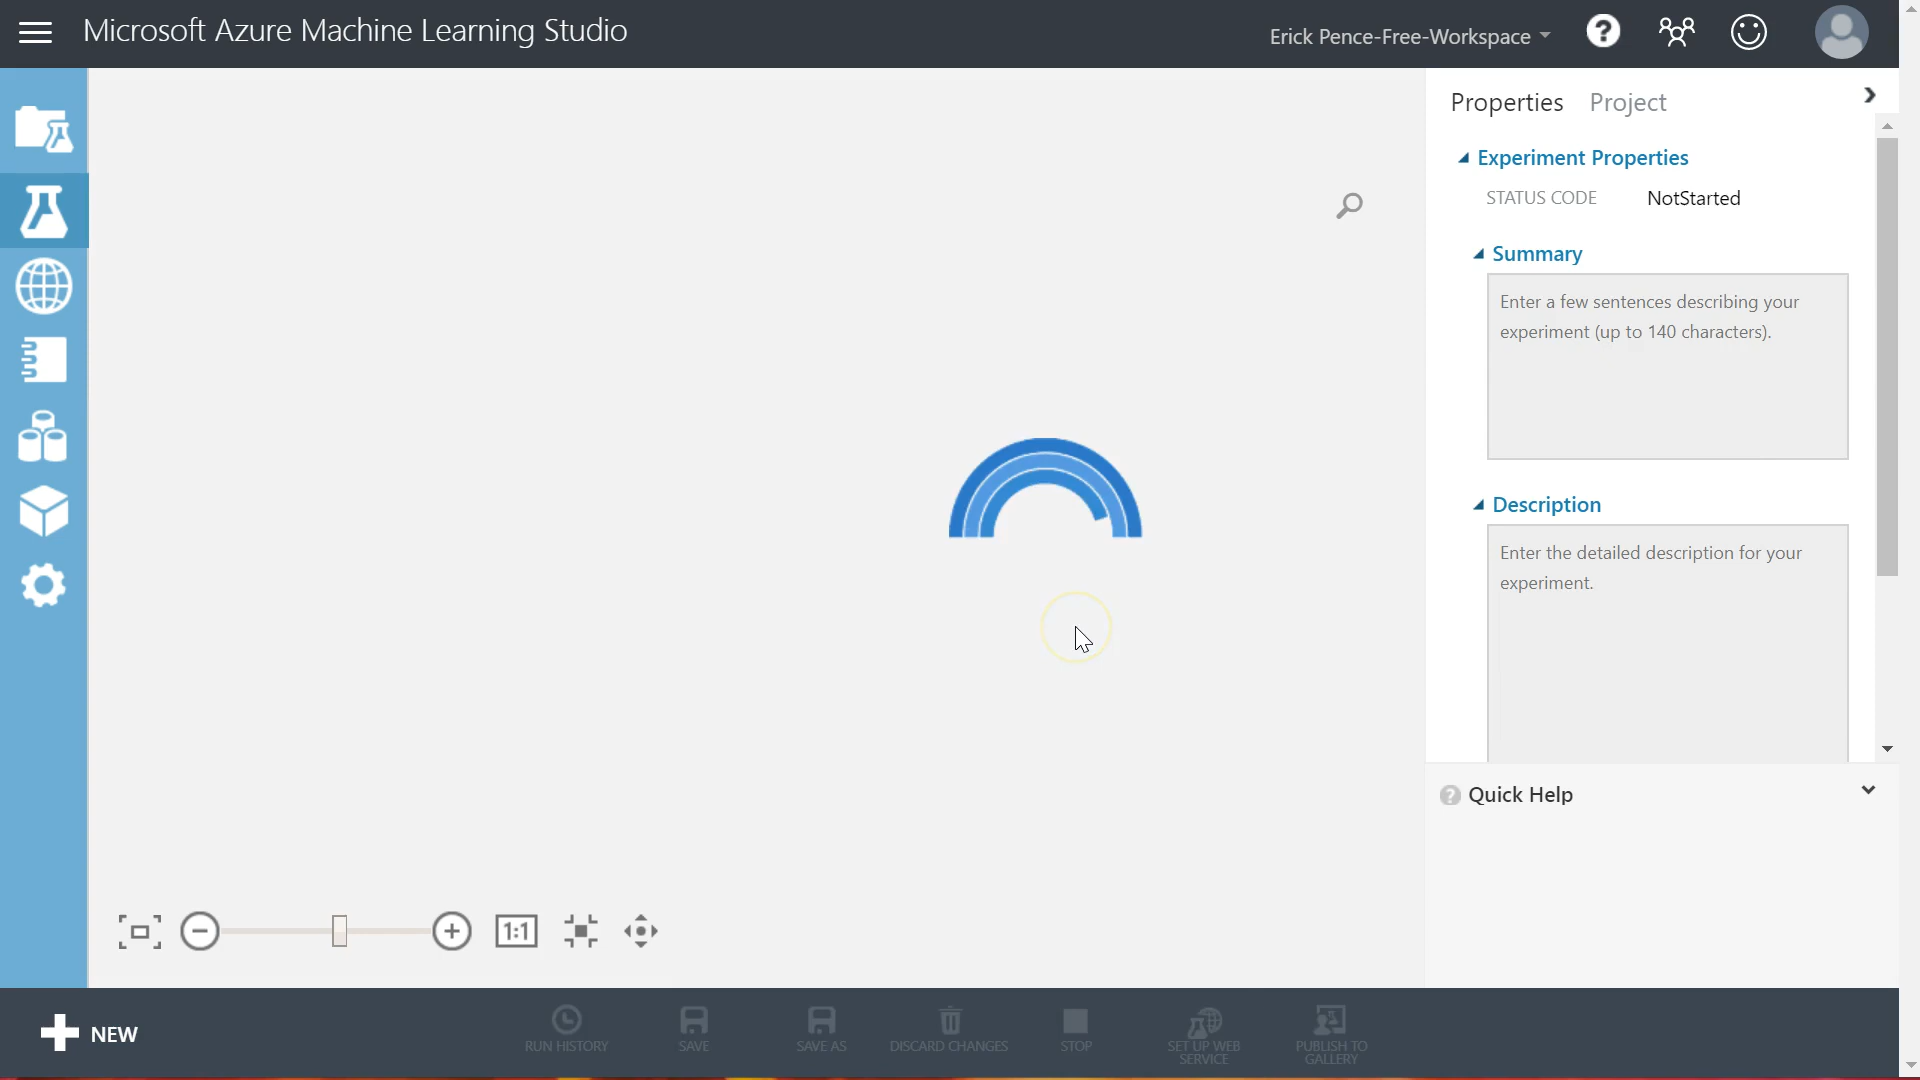 Microsoft Azure Machine Learning Studio
Erick Pence-Free-Workspace
Properties Project
Experiment Properties
STATUS CODE NotStarted
Summary
Enter a few sentences describing your
experiment (up to 140 characters).
Description
Enter the detailed description for your
experiment.
Quick Help
1:1
NEW
RUN HISTORY
SAVE
SAVE AS
DISCARD CHANGES
STOP
SET UP WEB
SERVICE
PUBLISH TO
GALLERY